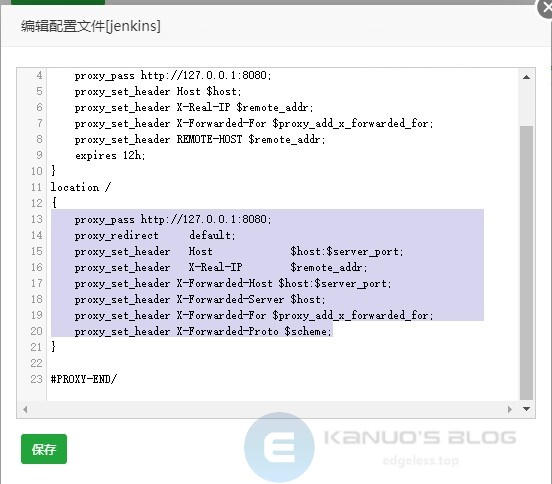 编辑配置文件[jenkins]
4 proxy_pass http://127.0.0.1:8080;
5 proxy_set_header Host $host;
6 proxy_set_header X-Real-IP $remote_addr;
7 proxy_set_header X-Forwarded-For $proxy_add_x_forwarded_for;
8 proxy_set_header REMOTE-HOST $remote_addr;
9 expires 12h;
10 }
11 location /
12 {
13 proxy_pass http://127.0.0.1:8080;
14 proxy_redirect default;
15 proxy_set_header Host $host:$server_port;
16 proxy_set_header X-Real-IP $remote_addr;
17 proxy_set_header X-Forwarded-Host $host:$server_port;
18 proxy_set_header X-Forwarded-Server $host;
19 proxy_set_header X-Forwarded-For $proxy_add_x_forwarded_for;
20 proxy_set_header X-Forwarded-Proto $scheme;
21 }
22
23 #PROXY-END/
保存
KANUO'S BLOG
edgeless.top